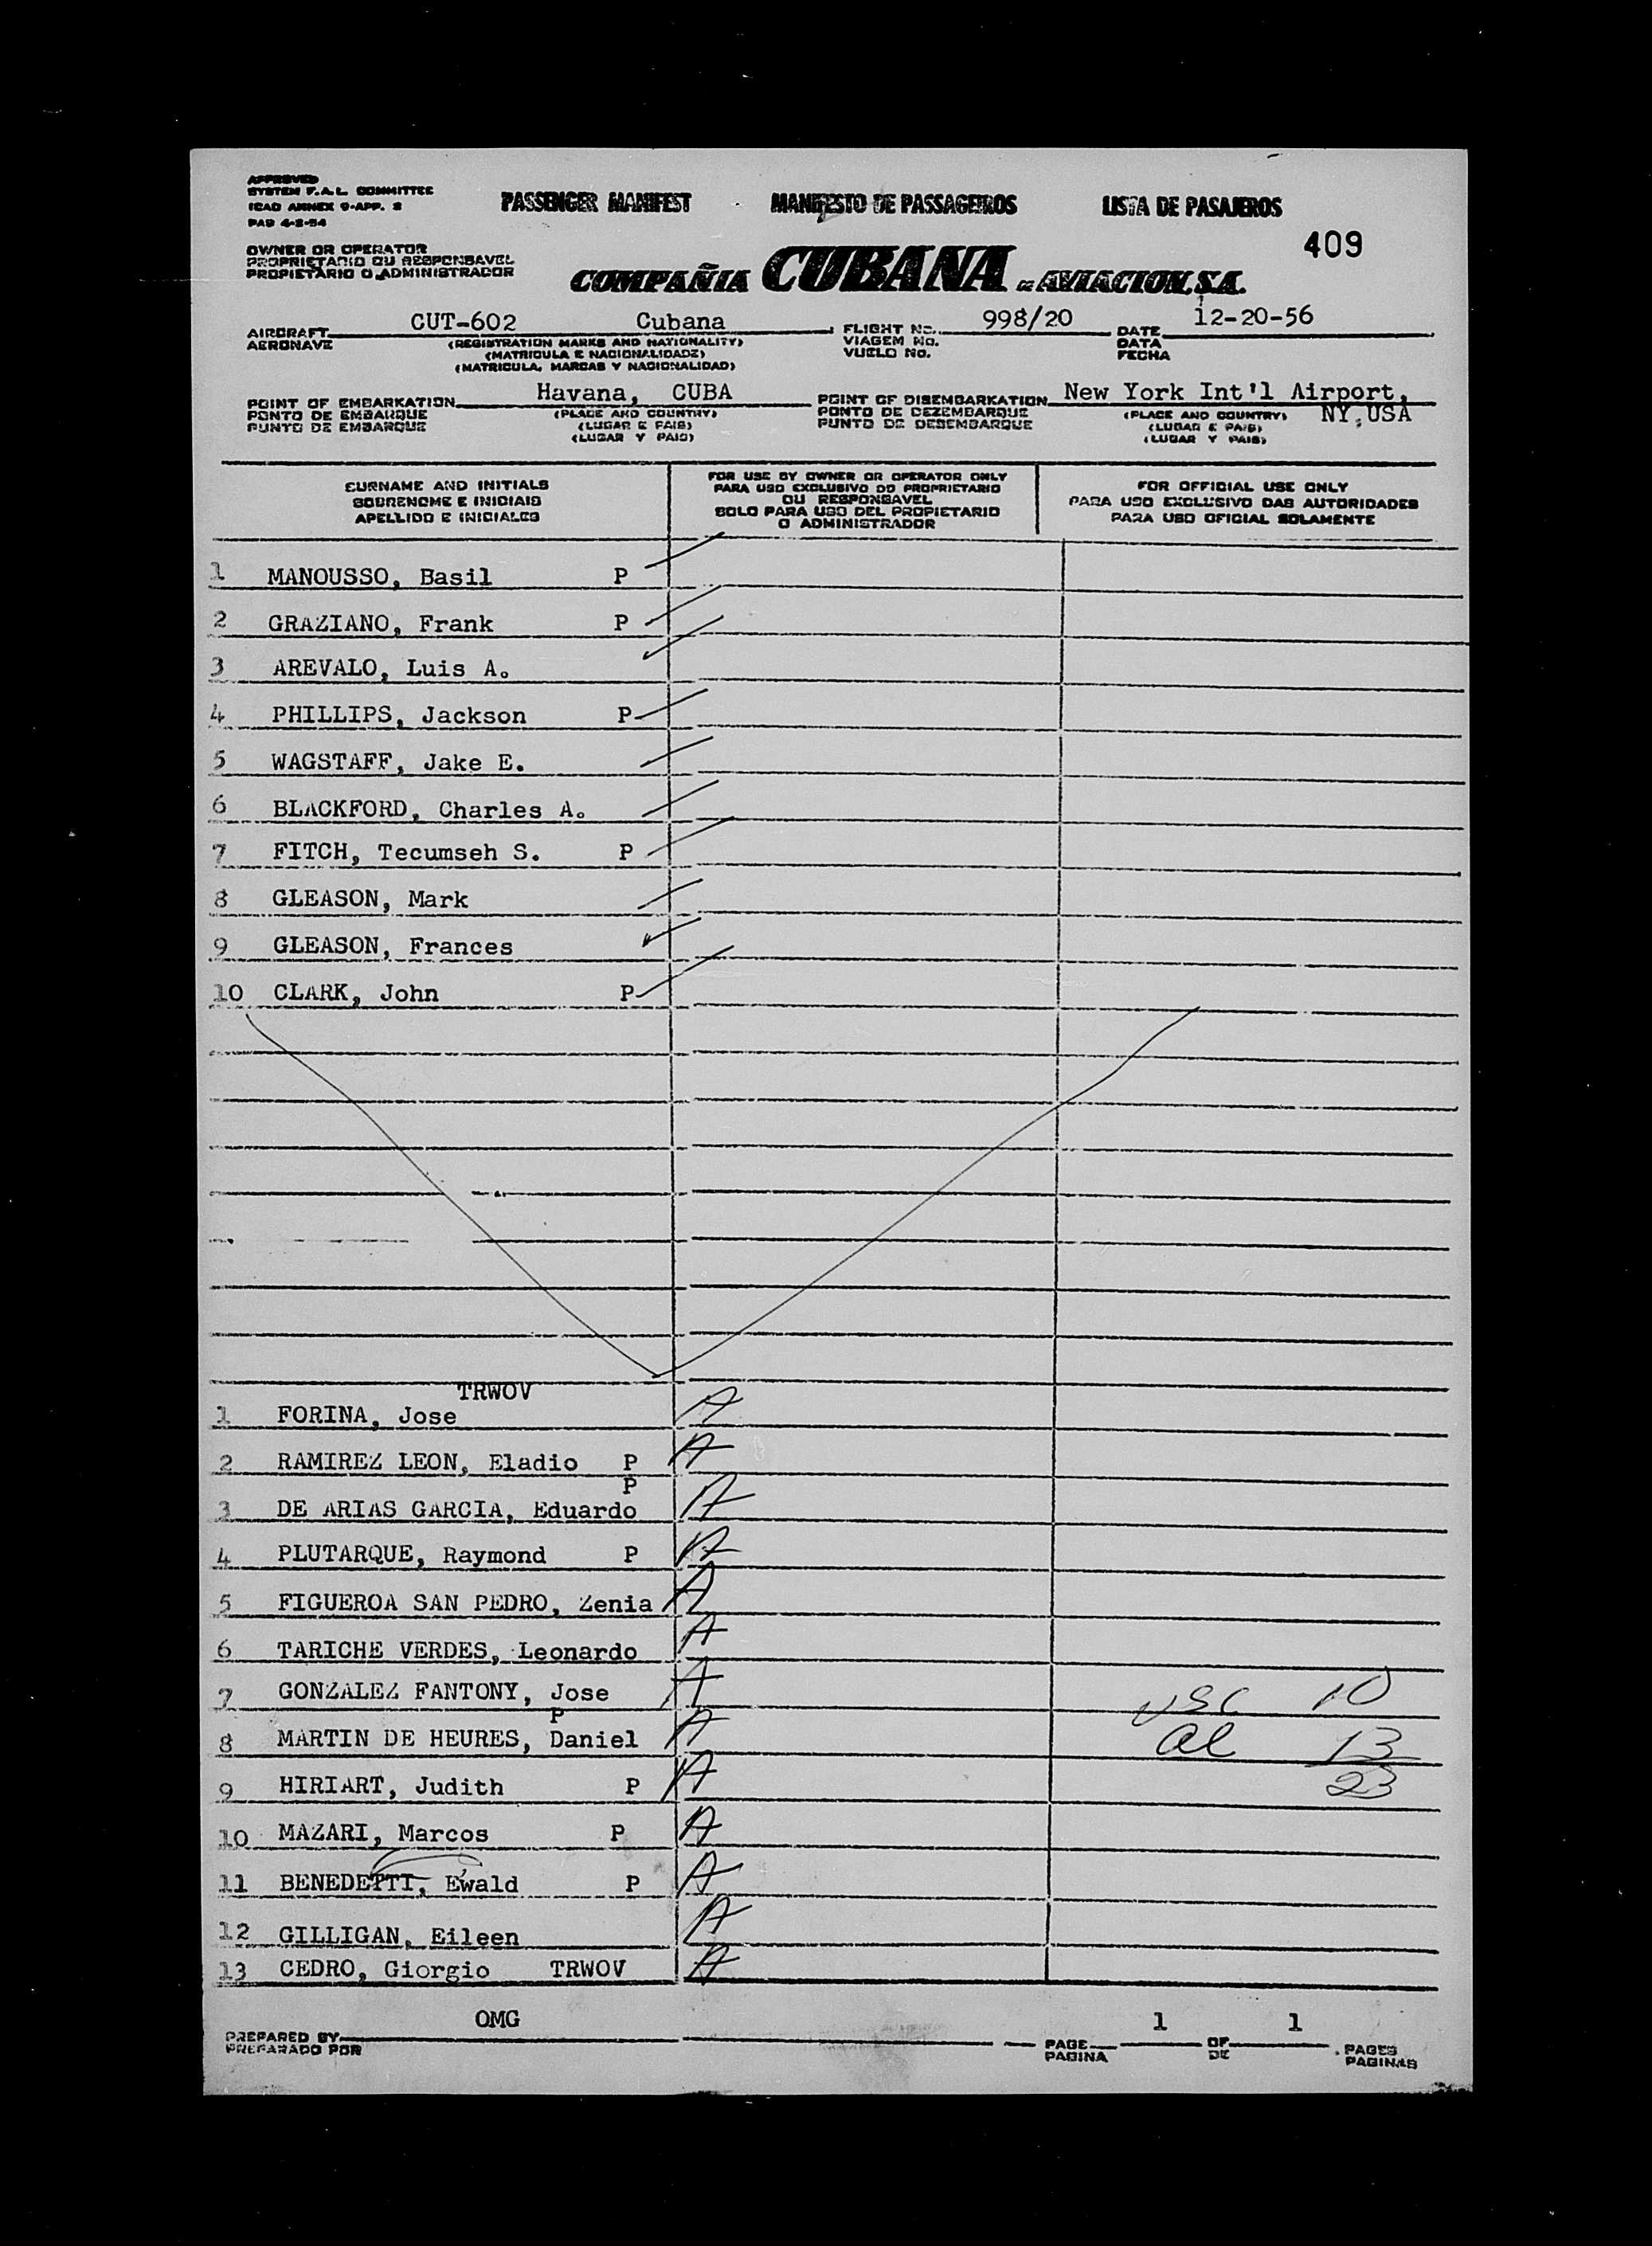 APPROVED
SYSTEM F.A.L. COMMITTEE
ICAO ANNEX 9-APP. 2
PAD 4-2-54
PASSENGER MANIFEST MANIFESTO DE PASSAGEIROS LISTA DE PASAJEROS
409
OWNER OR OPERATOR
PROPRIETARIO OU RESPONSAVEL
PROPIETARIO O ADMINISTRADOR
COMPAÑIA CUBANA DE AVIACION, S.A.
AIRCRAFT CUT-602 Cubana FLIGHT No. 998/20 DATE 12-20-56
AERONAVE (REGISTRATION MARKS AND NATIONALITY) VIAGEM No. DATA
(MATRICULA E NACIONALIDADE) VUELO No. FECHA
(MATRICULA, MARCAS Y NACIONALIDAD)
POINT OF EMBARKATION Havana, CUBA POINT OF DISEMBARKATION New York Int'l Airport,
PONTO DE EMBARQUE (PLACE AND COUNTRY) PONTO DE DEZEMBARQUE (PLACE AND COUNTRY) NY, USA
PUNTO DE EMBARQUE (LUGAR E PAIS) PUNTO DE DESEMBARQUE (LUGAR E PAIS)
(LUGAR Y PAIS) (LUGAR Y PAIS)
SURNAME AND INITIALS
SOBRENOME E INICIAIS
APELLIDO E INICIALES
FOR USE BY OWNER OR OPERATOR ONLY
PARA USO EXCLUSIVO DO PROPRIETARIO
OU RESPONSAVEL
SOLO PARA USO DEL PROPIETARIO
O ADMINISTRADOR
FOR OFFICIAL USE ONLY
PARA USO EXCLUSIVO DAS AUTORIDADES
PARA USO OFICIAL SOLAMENTE
1 MANOUSSO, Basil P
2 GRAZIANO, Frank P
3 AREVALO, Luis A.
4 PHILLIPS, Jackson P
5 WAGSTAFF, Jake E.
6 BLACKFORD, Charles A.
7 FITCH, Tecumseh S. P
8 GLEASON, Mark
9 GLEASON, Frances
10 CLARK, John P
TRWOV
1 FORINA, Jose A
2 RAMIREZ LEON, Eladio P A
P
3 DE ARIAS GARCIA, Eduardo A
4 PLUTARQUE, Raymond P A
5 FIGUEROA SAN PEDRO, Zenia A
6 TARICHE VERDES, Leonardo A
7 GONZALEZ FANTONY, Jose A USC 10
P
8 MARTIN DE HEURES, Daniel A al 13
9 HIRIART, Judith P A 23
10 MAZARI, Marcos P A
11 BENEDETTI, Ewald P A
12 GILLIGAN, Eileen A
13 CEDRO, Giorgio TRWOV A
PREPARED BY OMG PAGE 1 OF 1 PAGES
PREPARADO POR PAGINA DE PAGINAS